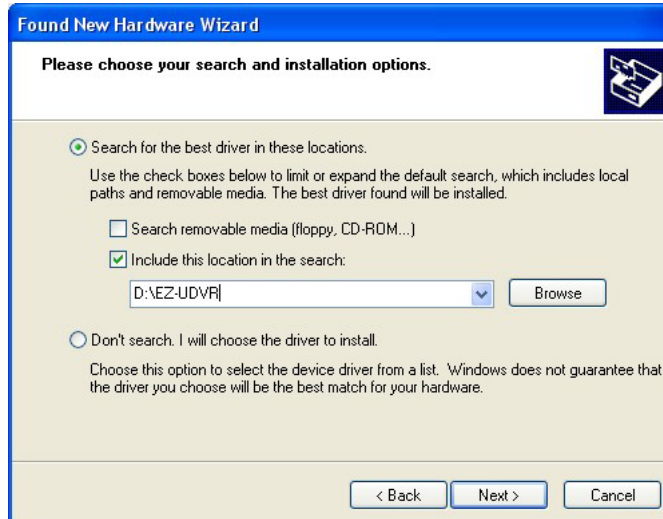 Found New Hardware Wizard
Please choose your search and installation options.
Search for the best driver in these locations.
Use the check boxes below to limit or expand the default search, which includes local
paths and removable media. The best driver found will be installed.
Search removable media (floppy, CD-ROM...)
Include this location in the search:
D:\EZ-UDVR
Browse
Don't search. I will choose the driver to install.
Choose this option to select the device driver from a list. Windows does not guarantee that
the driver you choose will be the best match for your hardware.
< Back Next > Cancel